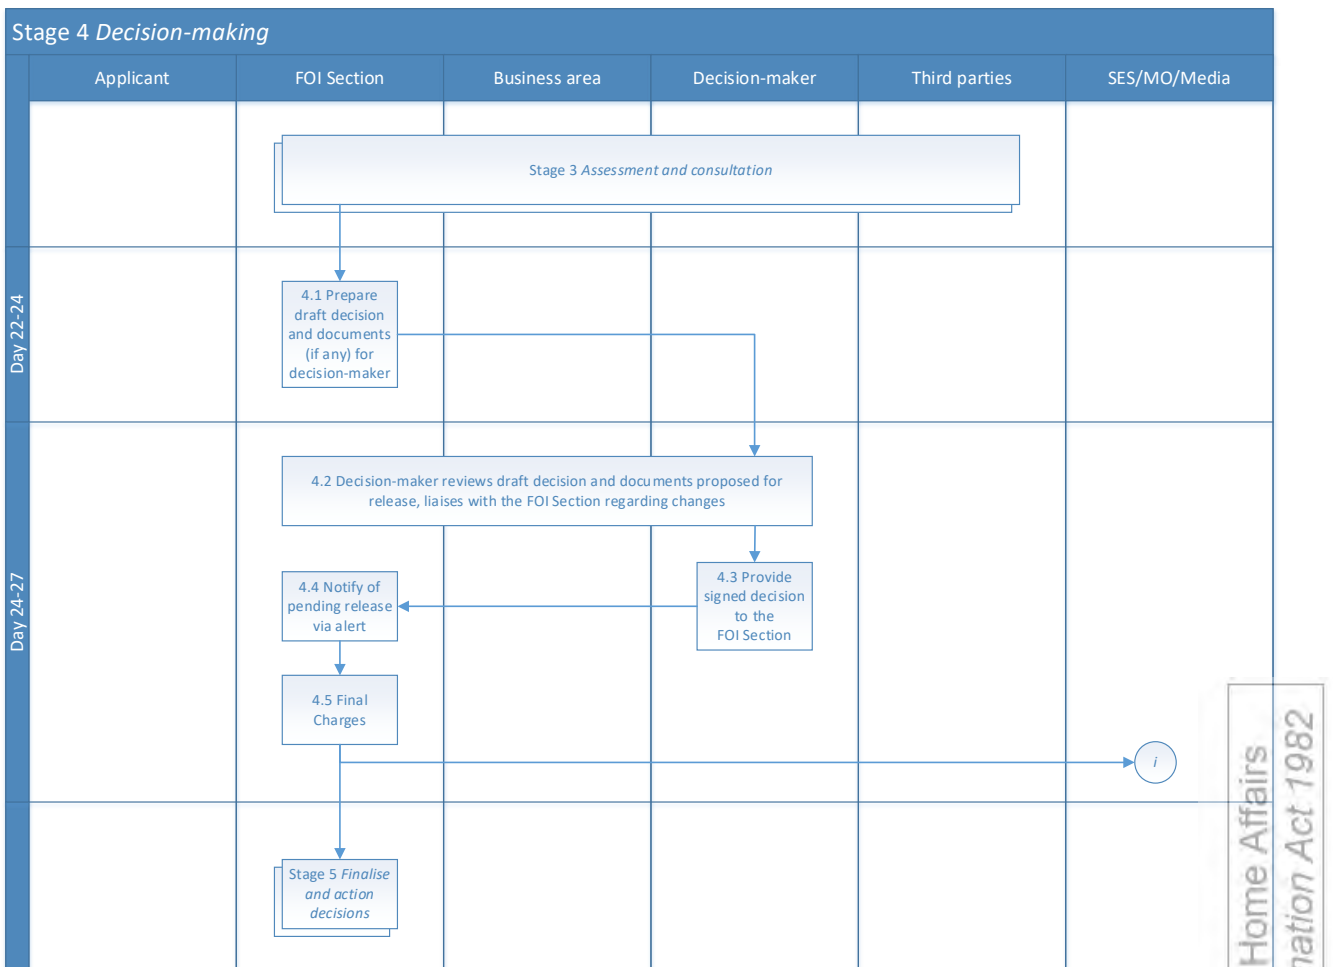 Stage 4 Decision-making
Applicant
FOI Section
Business area
Decision-maker
Third parties
SES/MO/Media
Stage 3 Assessment and consultation
Day 22-24
4.1 Prepare
draft decision
and documents
(if any) for
decision-maker
Day 24-27
4.2 Decision-maker reviews draft decision and documents proposed for
release, liaises with the FOI Section regarding changes
4.3 Provide
signed decision
to the
FOI Section
4.4 Notify of
pending release
via alert
4.5 Final
Charges
i
Stage 5 Finalise
and action
decisions
Home Affairs
Act 1982